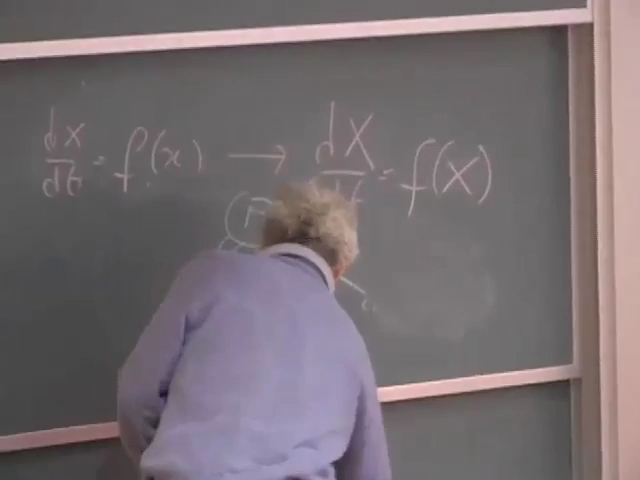 dx/dt = f(x) → dX/dt = f(X)